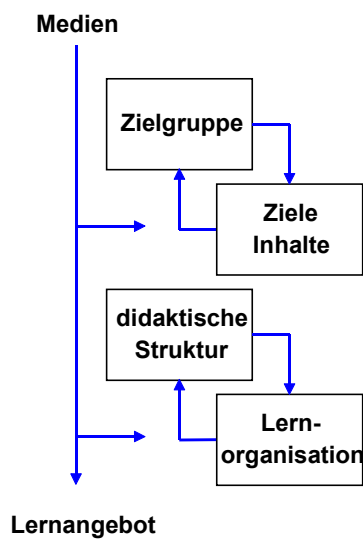 Medien
Zielgruppe
Ziele
Inhalte
didaktische
Struktur
Lern-
organisation
Lernangebot